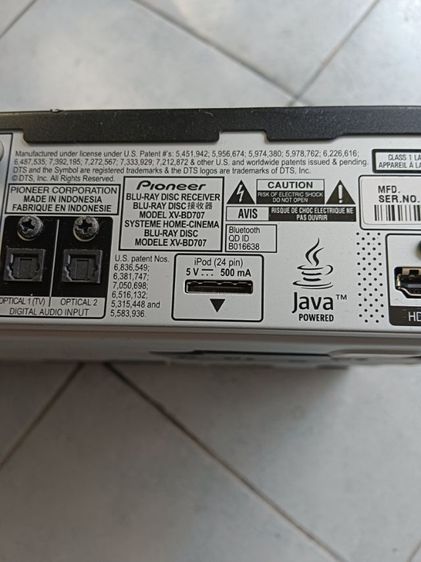 Manufactured under license under U.S. Patent #'s: 5,451,942; 5,956,674; 5,974,380; 5,978,762; 6,226,616;
6,487,535; 7,392,195; 7,272,567; 7,333,929; 7,212,872 & other U.S. and worldwide patents issued & pending.
DTS and the Symbol are registered trademarks & the DTS logos are trademarks of DTS, Inc.
©DTS, Inc. All Rights Reserved.
PIONEER CORPORATION
MADE IN INDONESIA
FABRIQUE EN INDONESIE
Pioneer
BLU-RAY DISC RECEIVER
BLU-RAY DISC接收器
MODEL XV-BD707
SYSTEME HOME-CINEMA
BLU-RAY DISC
MODELE XV-BD707
CAUTION
RISK OF ELECTRIC SHOCK
DO NOT OPEN
AVIS
RISQUE DE CHOC ELECTRIQUE NE
PAS OUVRIR
Bluetooth
QD ID
B016638
CLASS 1 LA
APPAREIL À LA
MFD.
SER.NO.
OPTICAL 1 (TV)
OPTICAL 2
DIGITAL AUDIO INPUT
U.S. patent Nos.
6,836,549;
6,381,747;
7,050,698;
6,516,132;
5,315,448 and
5,583,936.
iPod (24 pin)
5 V 500 mA
Java™
POWERED
HD